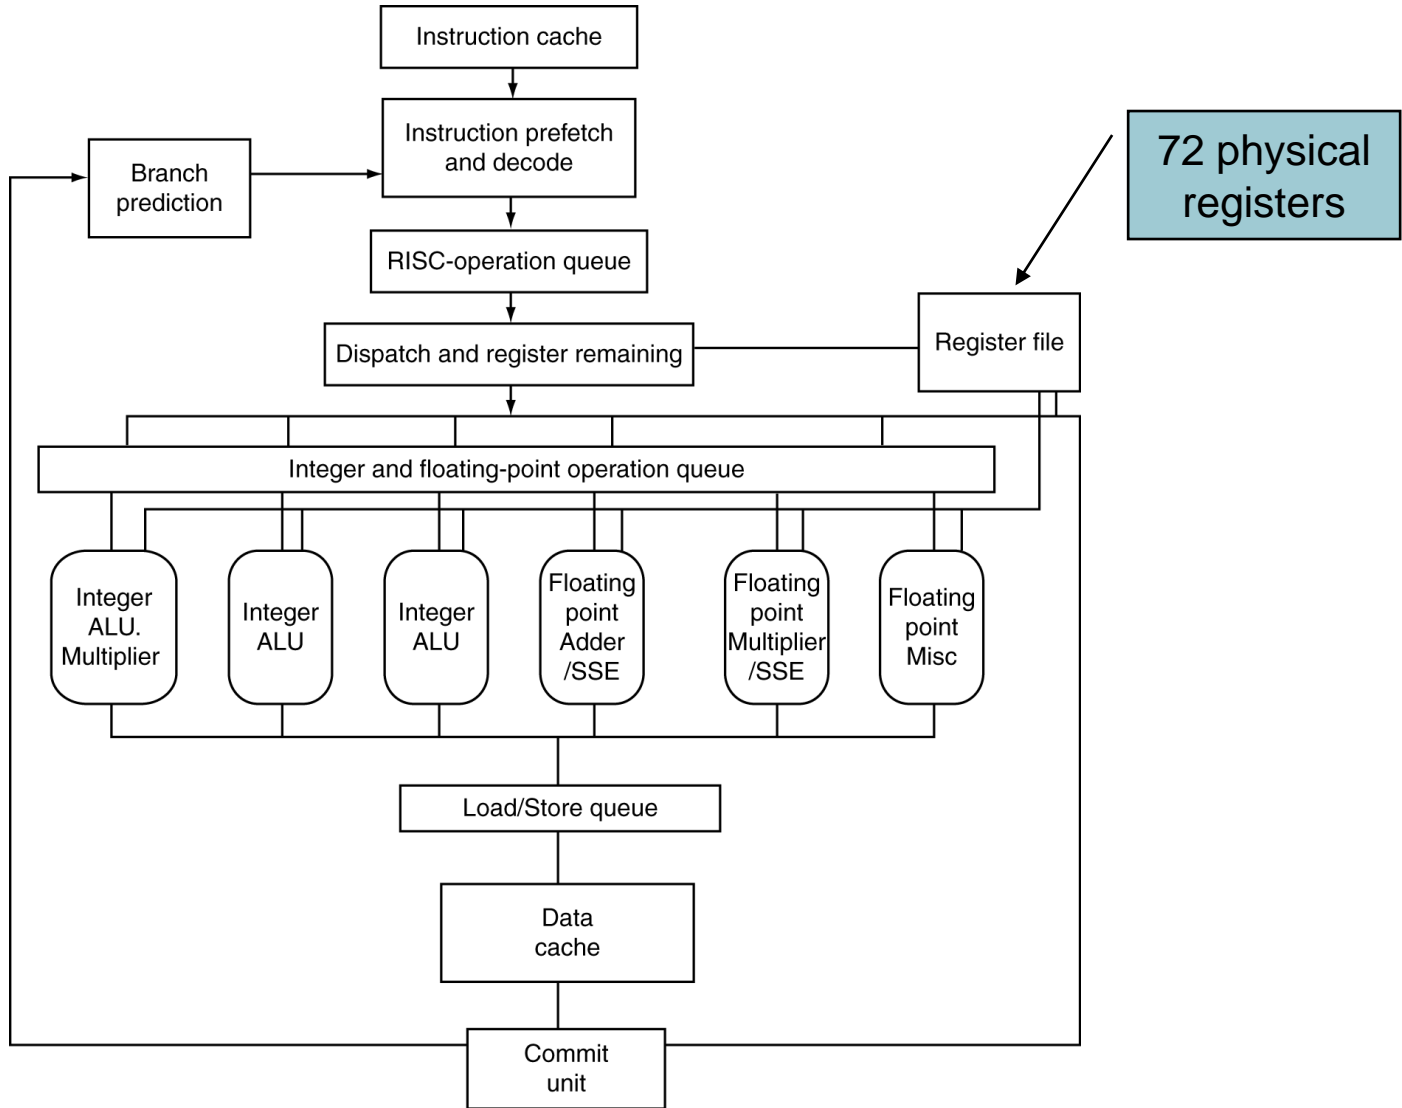 Instruction cache
Instruction prefetch
and decode
72 physical
registers
Branch
prediction
RISC-operation queue
Dispatch and register remaining
Register file
Integer and floating-point operation queue
Integer
ALU.
Multiplier
Integer
ALU
Integer
ALU
Floating
point
Adder
/SSE
Floating
point
Multiplier
/SSE
Floating
point
Misc
Load/Store queue
Data
cache
Commit
unit